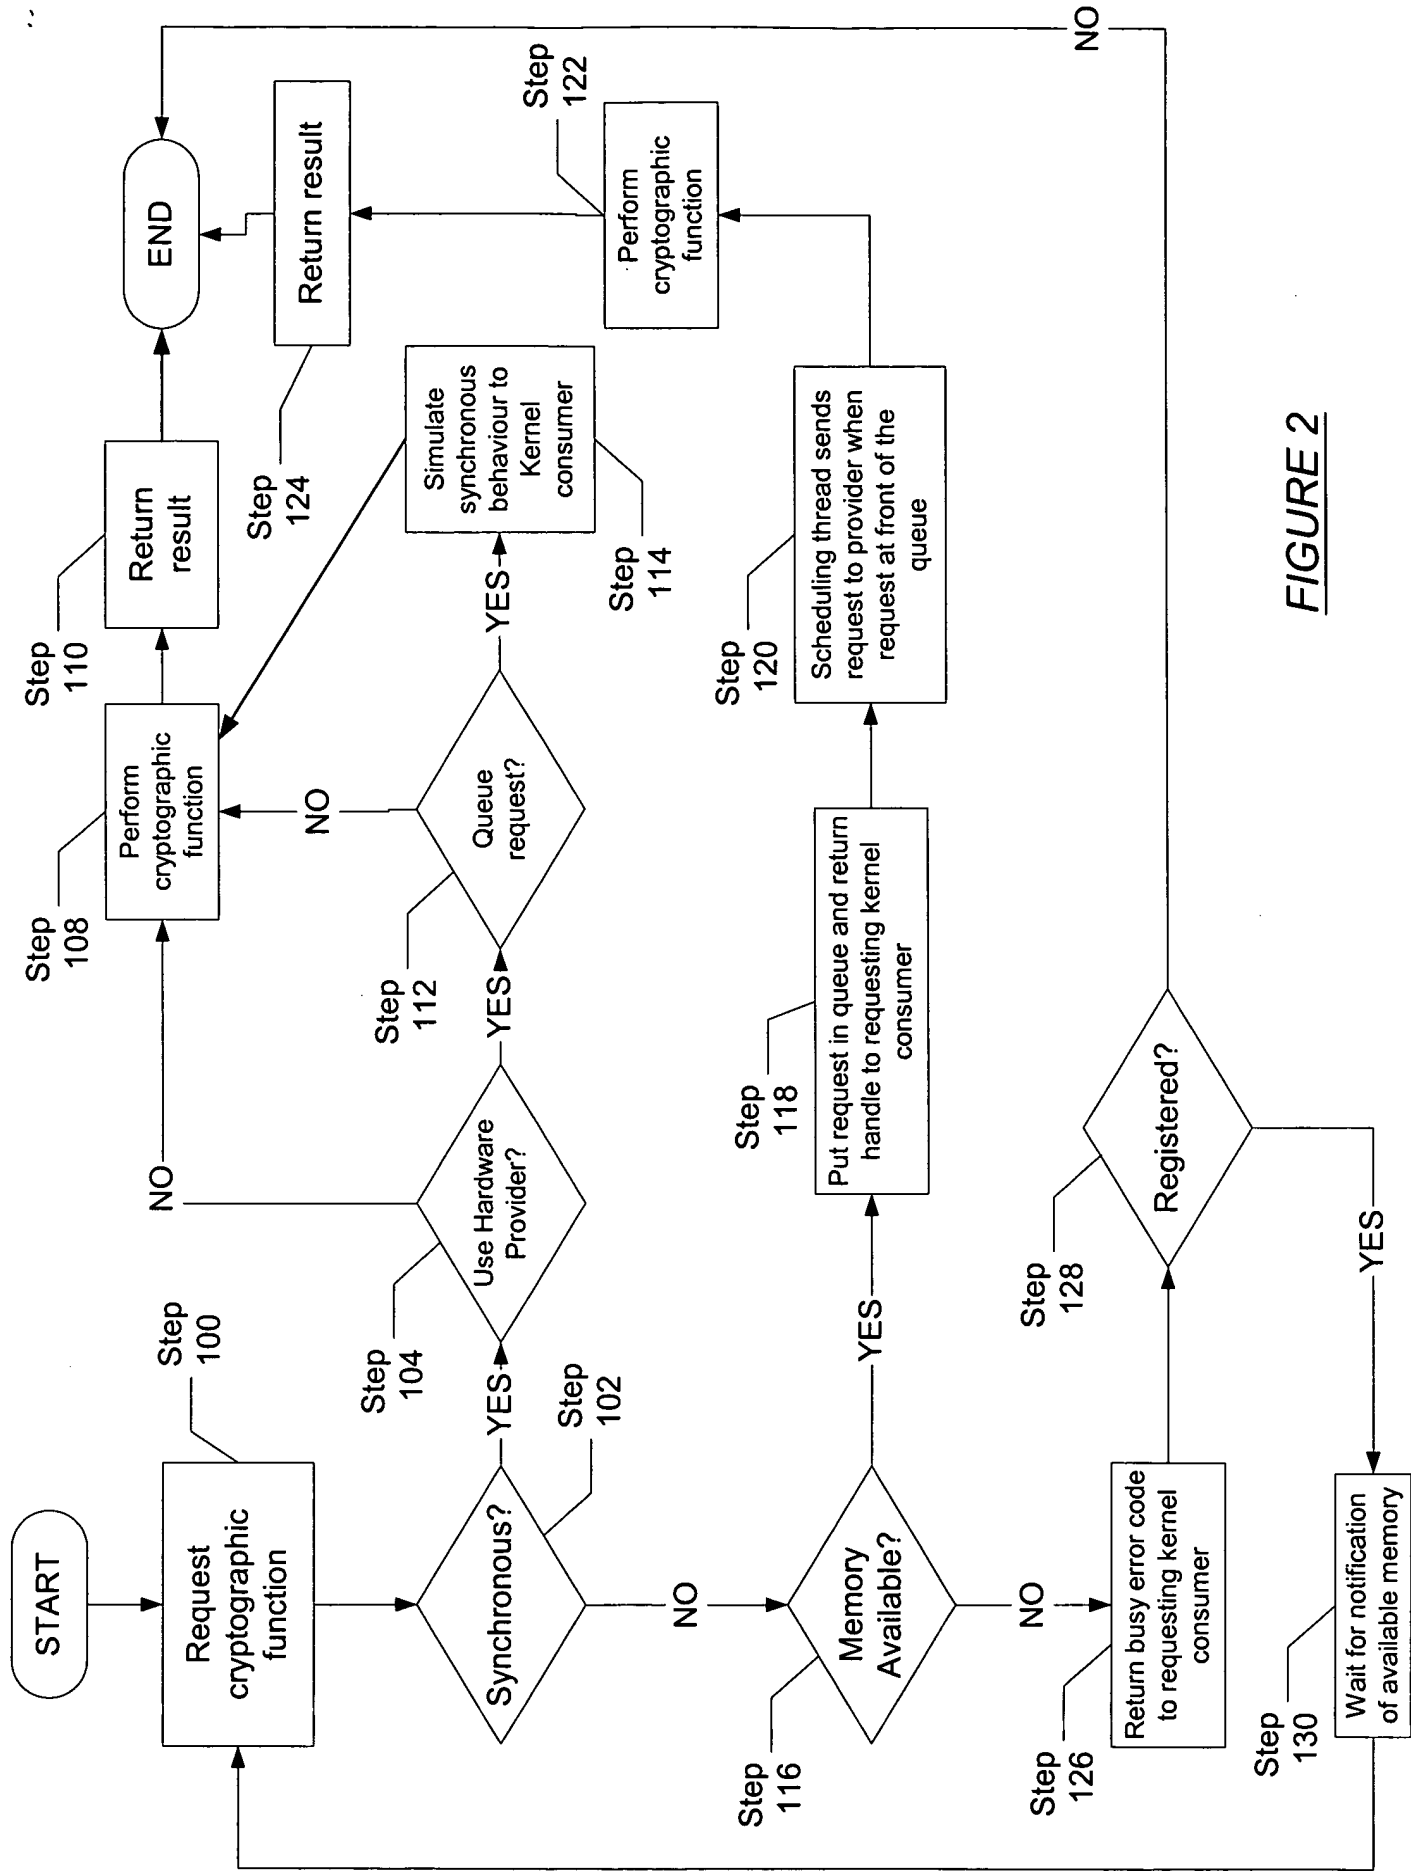 START
Request
cryptographic
function
Step
100
Synchronous?
Step
102
YES
Use Hardware
Provider?
Step
104
NO
YES
Queue
request?
Step
112
NO
YES
Simulate
synchronous
behaviour to
Kernel
consumer
Step
114
Perform
cryptographic
function
Step
108
Return
result
Step
110
END
NO
Memory
Available?
Step
116
YES
Put request in queue and return
handle to requesting kernel
consumer
Step
118
Scheduling thread sends
request to provider when
request at front of the
queue
Step
120
Perform
cryptographic
function
Step
122
Return result
Step
124
NO
Return busy error code
to requesting kernel
consumer
Step
126
Registered?
Step
128
NO
YES
Wait for notification
of available memory
Step
130
FIGURE 2